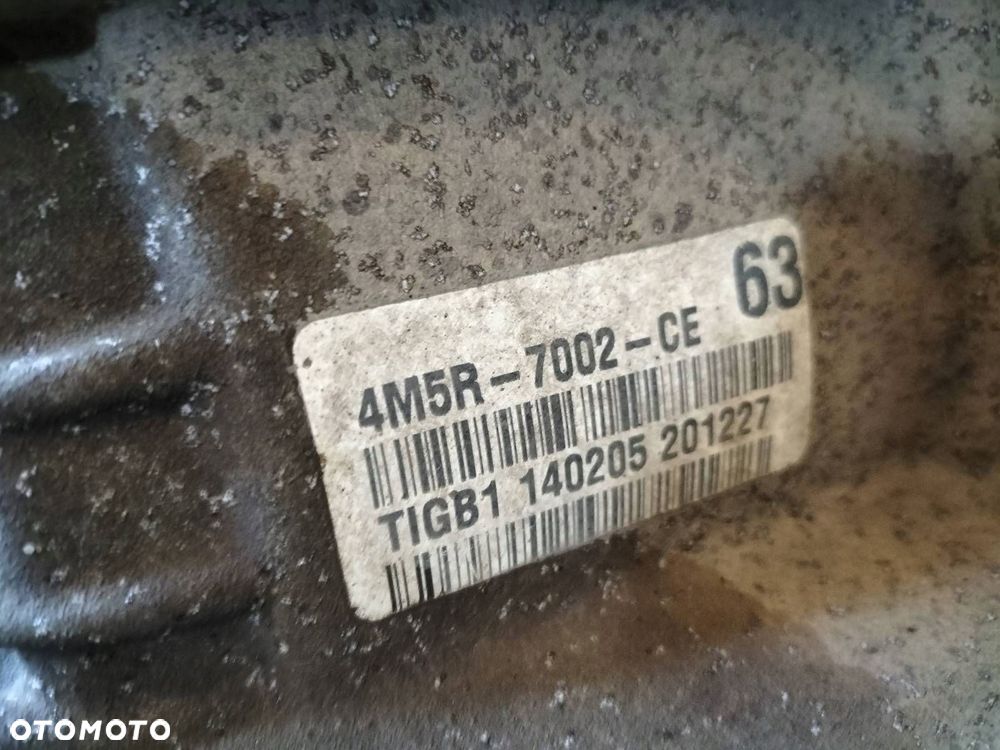 63
4M5R-7002-CE
TIGB1 140205 201227
OTOMOTO